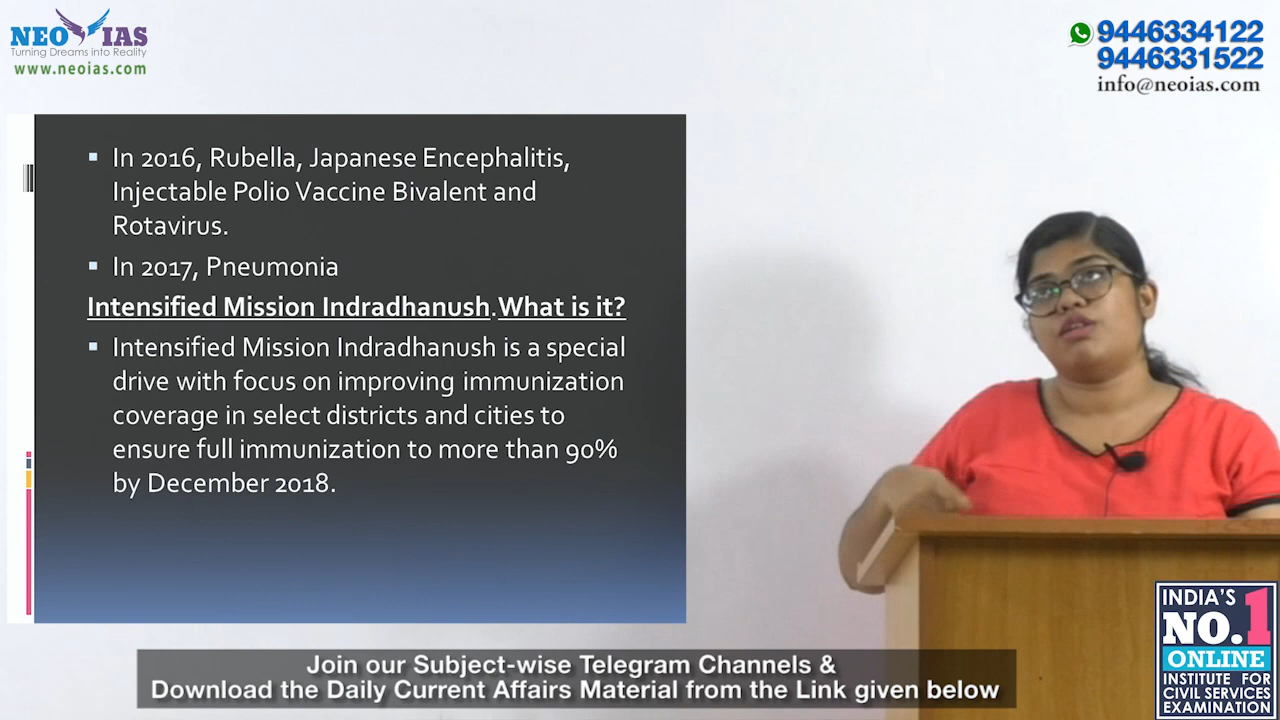 NEO IAS
Turning Dreams into Reality
www.neoias.com
9446334122
9446331522
info@neoias.com
In 2016, Rubella, Japanese Encephalitis,
Injectable Polio Vaccine Bivalent and
Rotavirus.
In 2017, Pneumonia
Intensified Mission Indradhanush.What is it?
Intensified Mission Indradhanush is a special
drive with focus on improving immunization
coverage in select districts and cities to
ensure full immunization to more than 90%
by December 2018.
Join our Subject-wise Telegram Channels &
Download the Daily Current Affairs Material from the Link given below
INDIA'S
NO.1
ONLINE
INSTITUTE FOR
CIVIL SERVICES
EXAMINATION